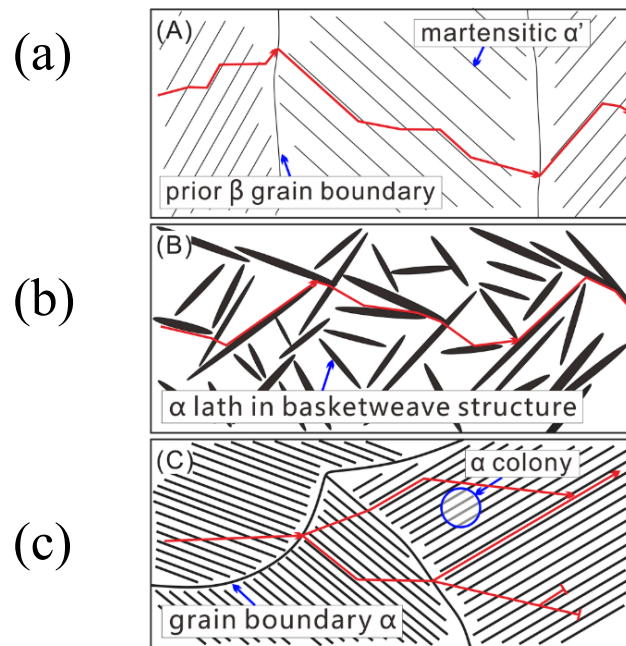 (a)
(A)
martensitic α’
prior β grain boundary
(b)
(B)
α lath in basketweave structure
(c)
(C)
α colony
grain boundary α